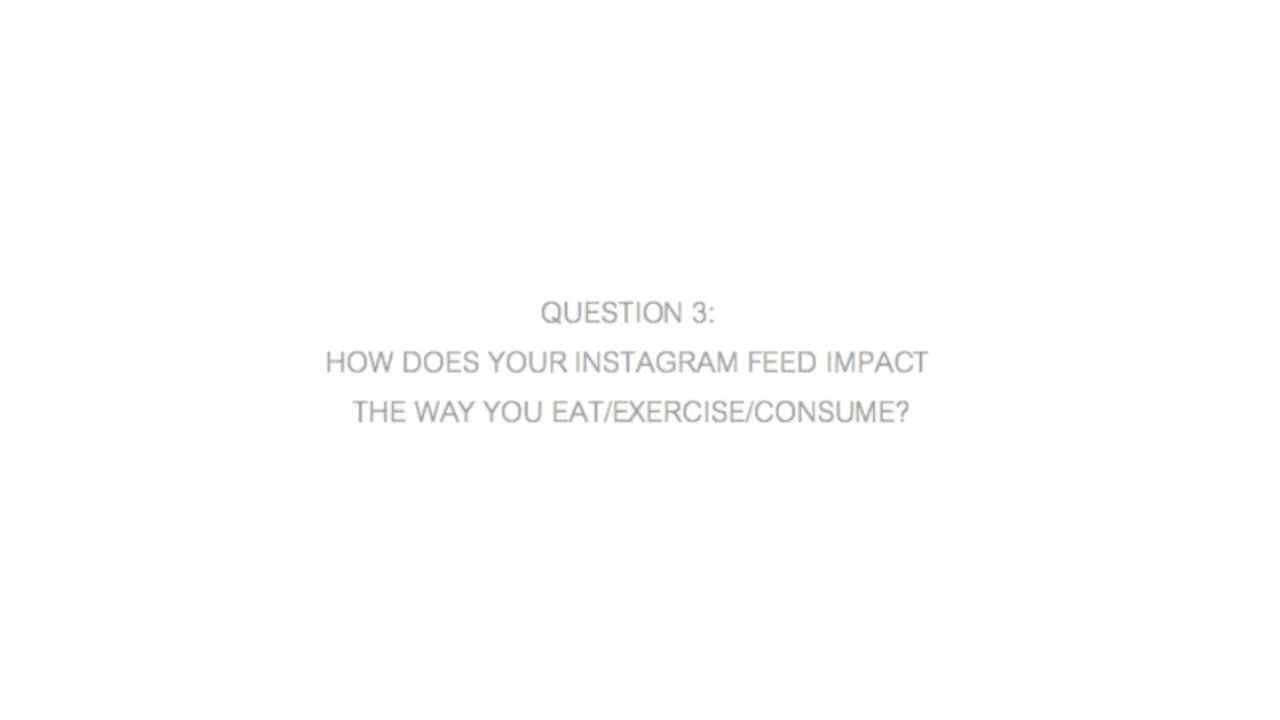 QUESTION 3:
HOW DOES YOUR INSTAGRAM FEED IMPACT
THE WAY YOU EAT/EXERCISE/CONSUME?